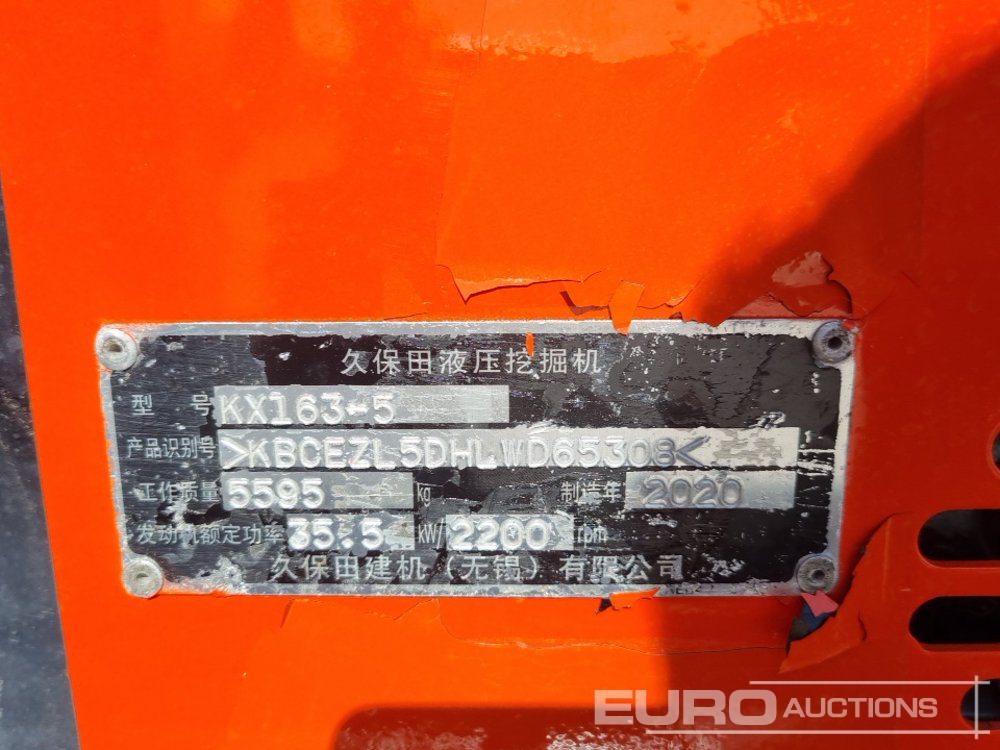 久保田液压挖掘机
型 号 KX163-5
产品识别号 >KBCEZL5DHLWD65308<
工作质量 5595 kg 制造年 2020
发动机额定功率 35.5 kW/ 2200 rpm
久保田建机（无锡）有限公司
EURO AUCTIONS